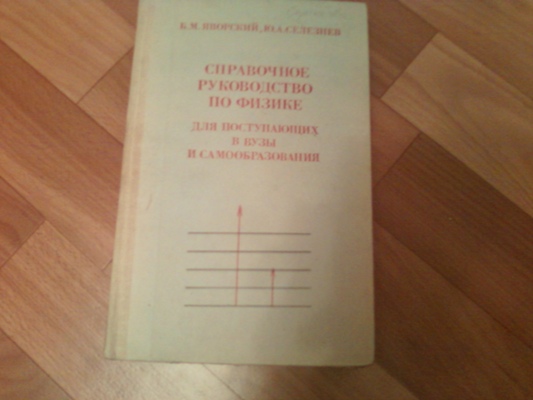 Б.М. ЯВОРСКИЙ, Ю.А. СЕЛЕЗНЕВ
СПРАВОЧНОЕ
РУКОВОДСТВО
ПО ФИЗИКЕ
ДЛЯ ПОСТУПАЮЩИХ
В ВУЗЫ
И САМООБРАЗОВАНИЯ